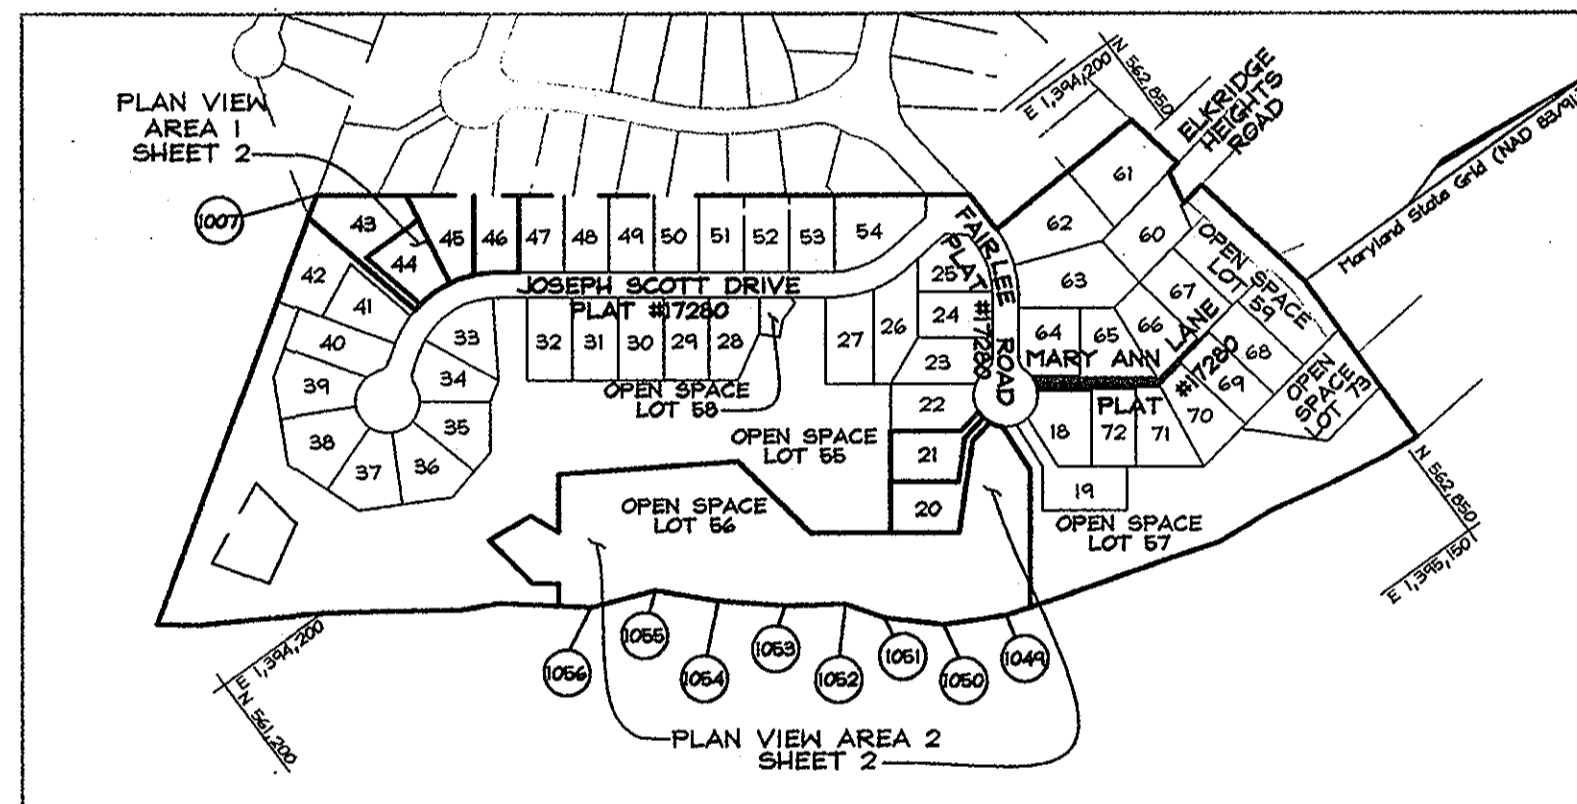 PLAN VIEW
AREA 1
SHEET 2
1007
E 1,394,200
N 562,850
ELKRIDGE
HEIGHTS
ROAD
Maryland State Grid (NAD 83/91
43
44
45
46
47
48
49
50
51
52
53
54
42
41
40
39
38
37
36
35
34
33
JOSEPH SCOTT DRIVE
PLAT #17280
32
31
30
29
28
27
26
25
24
23
22
21
20
FAIR LEE ROAD
PLAT #17280
61
62
60
63
64
65
66
67
68
69
70
71
72
18
19
MARY ANN LANE
PLAT #17280
OPEN SPACE
LOT 59
OPEN
SPACE
LOT 73
OPEN SPACE
LOT 58
OPEN SPACE
LOT 55
OPEN SPACE
LOT 56
OPEN SPACE
LOT 57
N 562,850
E 1,395,150
E 1,394,200
N 561,200
1056
1055
1054
1053
1052
1051
1050
1049
PLAN VIEW AREA 2
SHEET 2